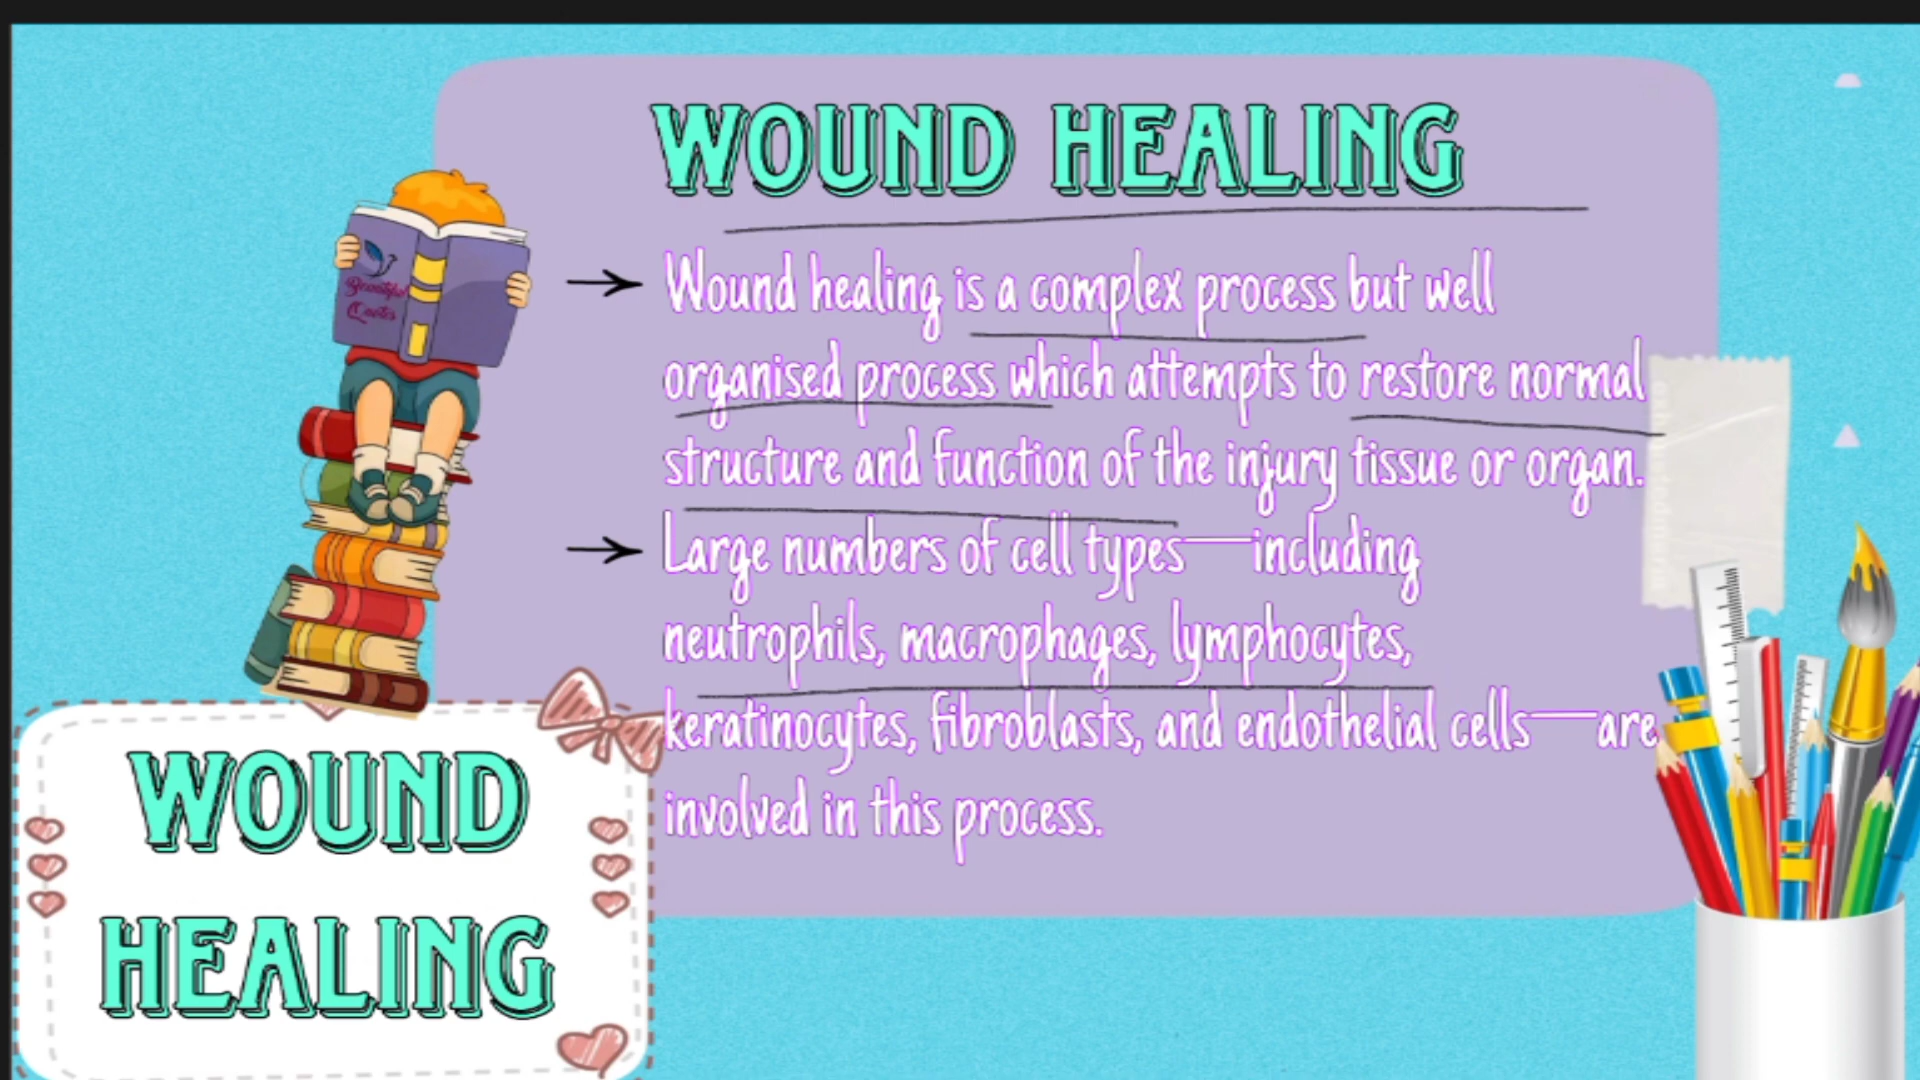 WOUND HEALING
Wound healing is a complex process but well
organised process which attempts to restore normal
structure and function of the injury tissue or organ.
Large numbers of cell types—including
neutrophils, macrophages, lymphocytes,
keratinocytes, fibroblasts, and endothelial cells—are
involved in this process.
Beautiful
Quotes
WOUND
HEALING